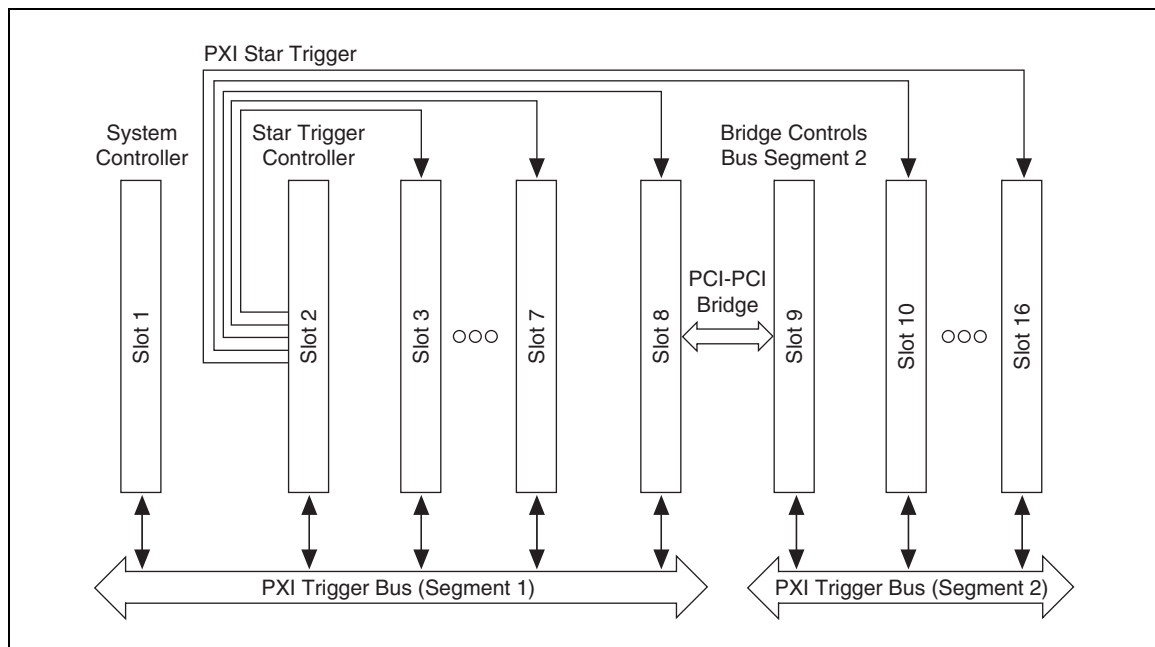 PXI Star Trigger
System
Controller
Star Trigger
Controller
Bridge Controls
Bus Segment 2
Slot 1
Slot 2
Slot 3
Slot 7
Slot 8
PCI-PCI
Bridge
Slot 9
Slot 10
Slot 16
PXI Trigger Bus (Segment 1)
PXI Trigger Bus (Segment 2)